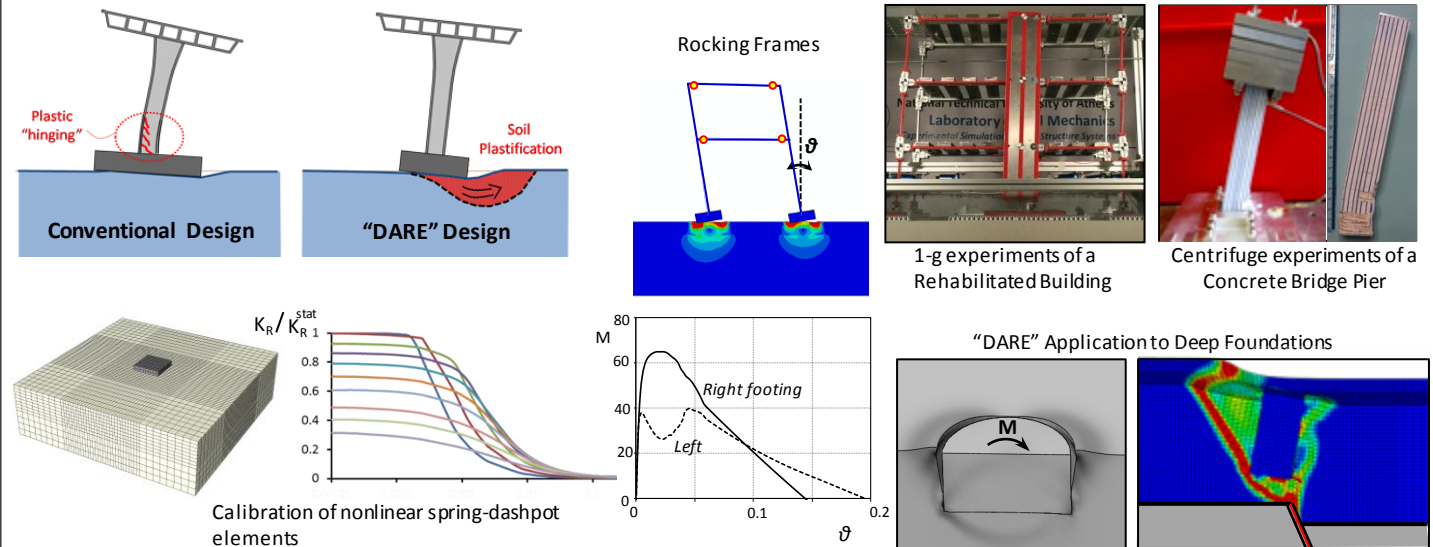 Plastic
"hinging"
Conventional Design
Soil
Plastification
"DARE" Design
Rocking Frames
ϑ
National Technical University of Athens
Laboratory of Soil Mechanics
1-g experiments of a
Rehabilitated Building
Centrifuge experiments of a
Concrete Bridge Pier
K_R / K_R^stat
1
0.8
0.6
0.4
0.2
0
Calibration of nonlinear spring-dashpot
elements
M
80
60
40
20
0
Right footing
Left
0
0.1
0.2
ϑ
"DARE" Application to Deep Foundations
M